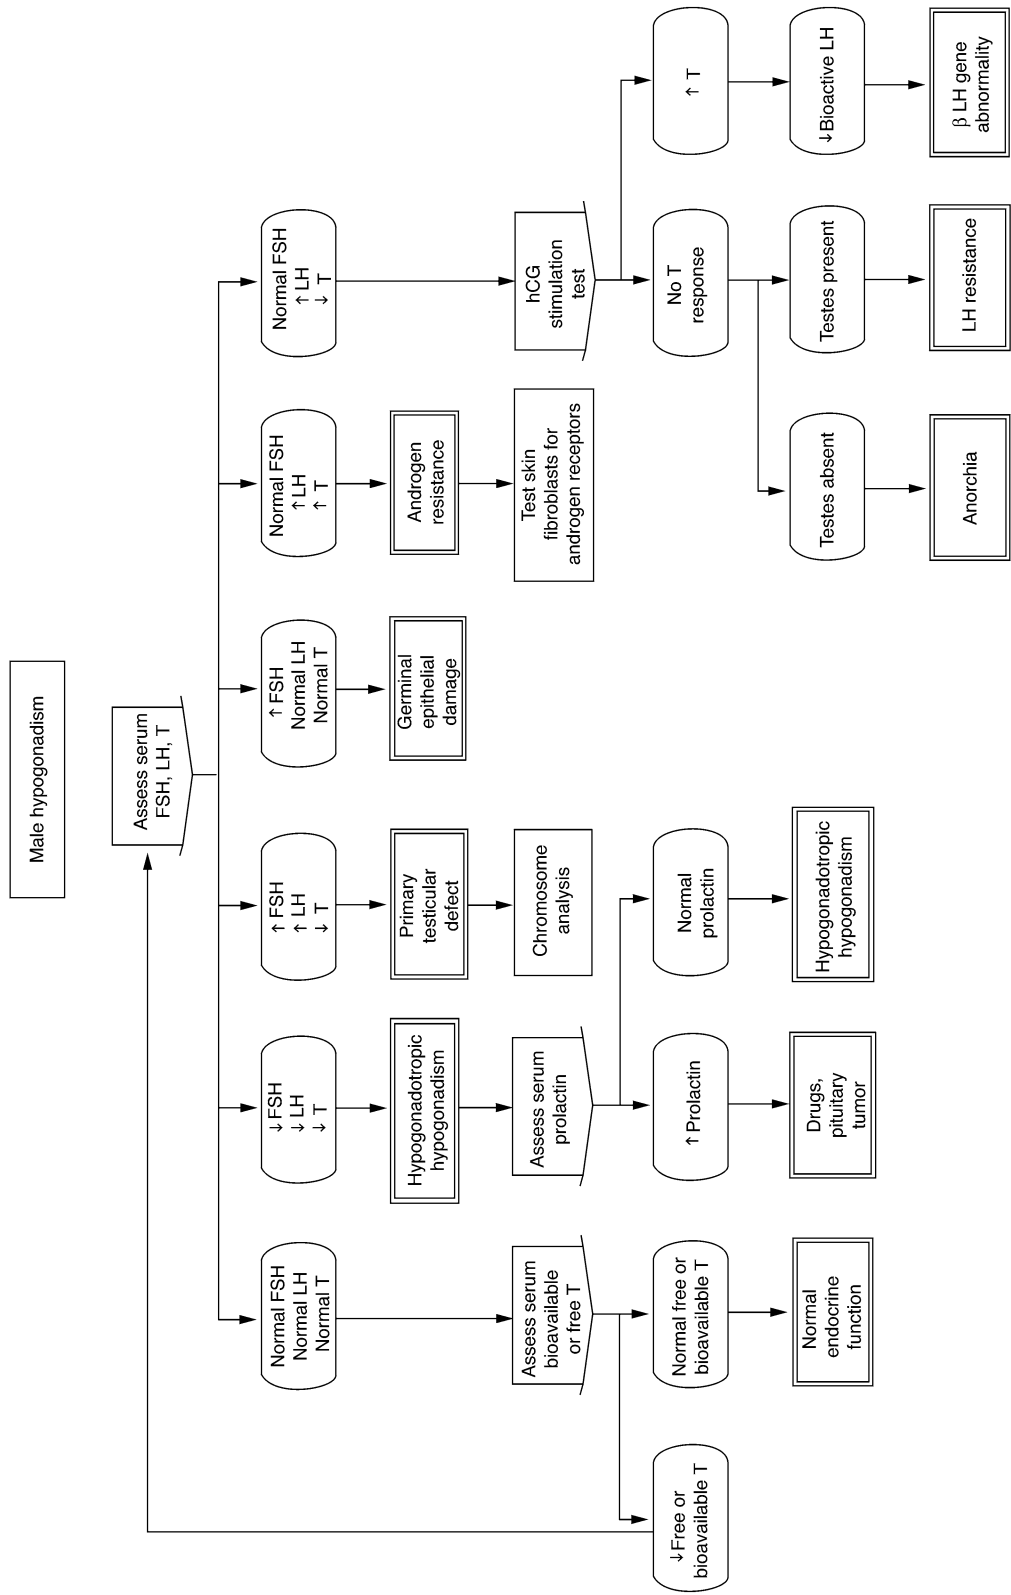 Male hypogonadism
Assess serum
FSH, LH, T
Normal FSH
Normal LH
Normal T
↓FSH
↓LH
↓ T
↑FSH
↑LH
↓ T
↑FSH
Normal LH
Normal T
Normal FSH
↑LH
↑ T
Normal FSH
↑LH
↓ T
Hypogonadotropic
hypogonadism
Primary
testicular
defect
Germinal
epithelial
damage
Androgen
resistance
Assess serum
bioavailable
or free T
Assess serum
prolactin
Chromosome
analysis
Test skin
fibroblasts for
androgen receptors
hCG
stimulation
test
↓Free or
bioavailable T
Normal free or
bioavailable T
↑Prolactin
Normal
prolactin
No T
response
↑ T
Normal
endocrine
function
Drugs,
pituitary
tumor
Hypogonadotropic
hypogonadism
Testes absent
Testes present
↓Bioactive LH
Anorchia
LH resistance
β LH gene
abnormality